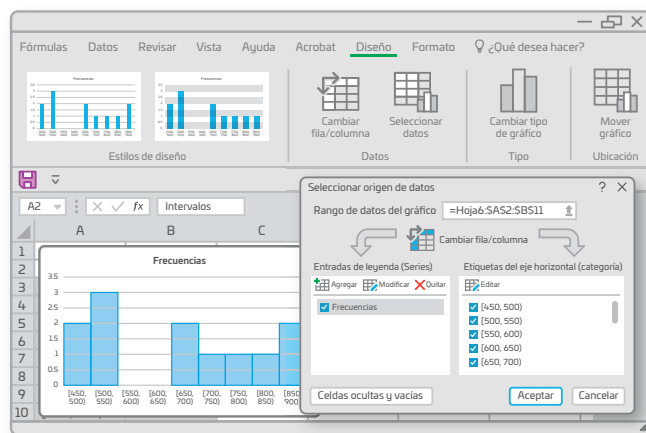 Fórmulas Datos Revisar Vista Ayuda Acrobat Diseño Formato ¿Qué desea hacer?
Frecuencias Frecuencias
Cambiar fila/columna
Seleccionar datos
Cambiar tipo de gráfico
Mover gráfico
Estilos de diseño Datos Tipo Ubicación
A2 fx Intervalos
A B C
1
2
3
4
5
6
7
8
9
10
Frecuencias
3.5
3
2.5
2
1.5
1
0.5
0
[450, 500) [500, 550) [550, 600) [600, 650) [650, 700) [700, 750) [750, 800) [800, 850) [850, 900)
Seleccionar origen de datos ?
Rango de datos del gráfico =Hoja6:$A$2:$B$11
Cambiar fila/columna
Entradas de leyenda (Series)
Agregar Modificar Quitar
Frecuencias
Etiquetas del eje horizontal (categoría)
Editar
[450, 500)
[500, 550)
[550, 600)
[600, 650)
[650, 700)
Celdas ocultas y vacías Aceptar Cancelar